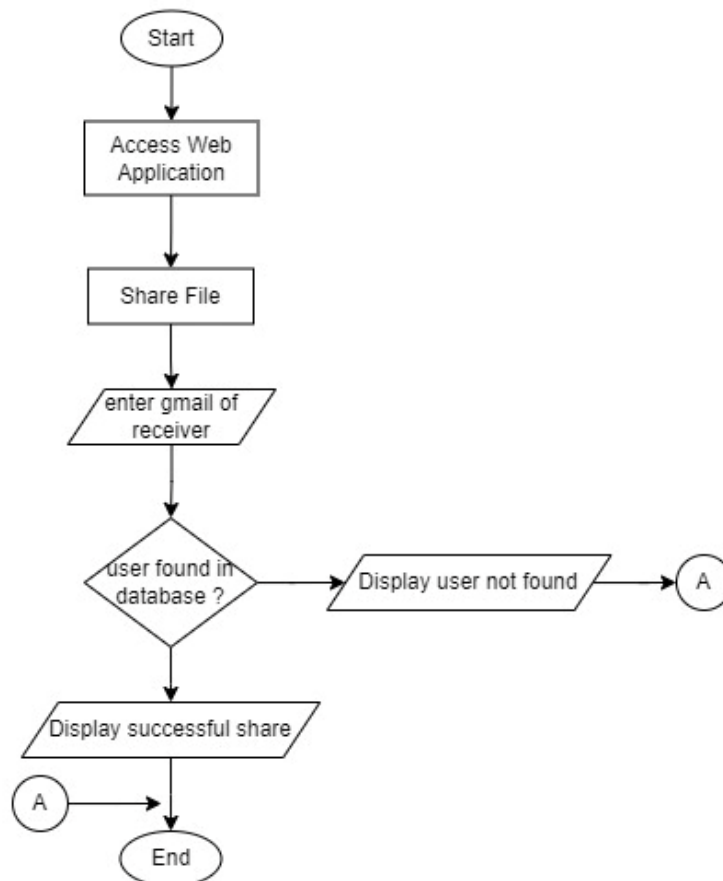 Start
Access Web
Application
Share File
enter gmail of
receiver
user found in
database ?
Display user not found
A
Display successful share
A
End